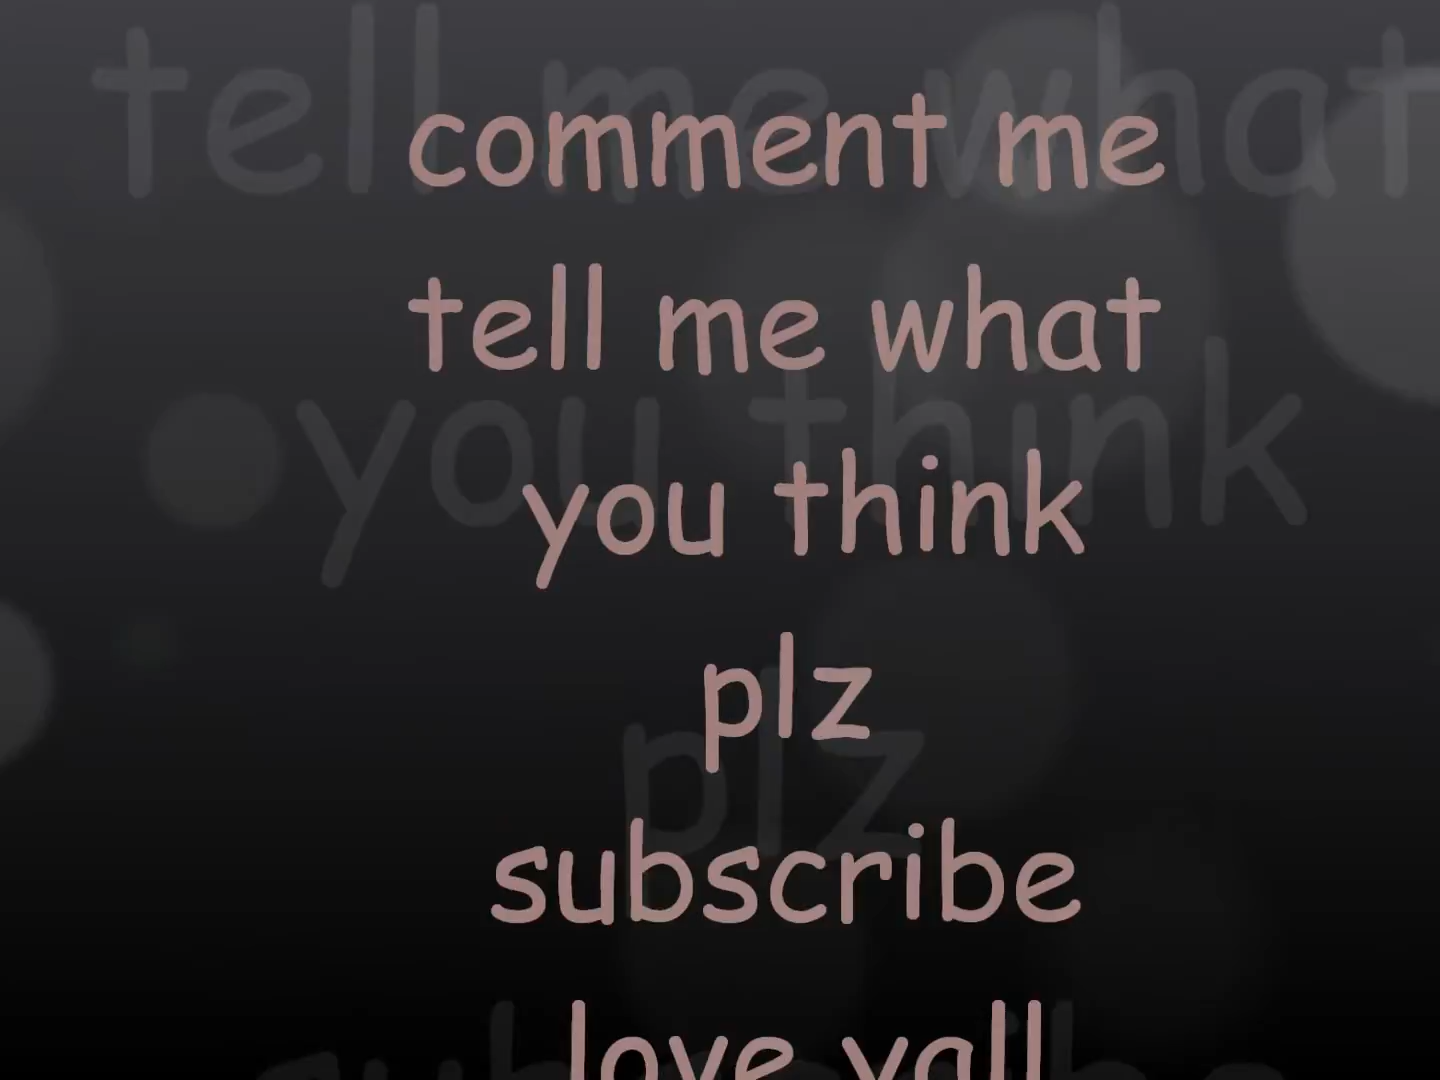 comment me
tell me what
you think
plz
subscribe
love yall